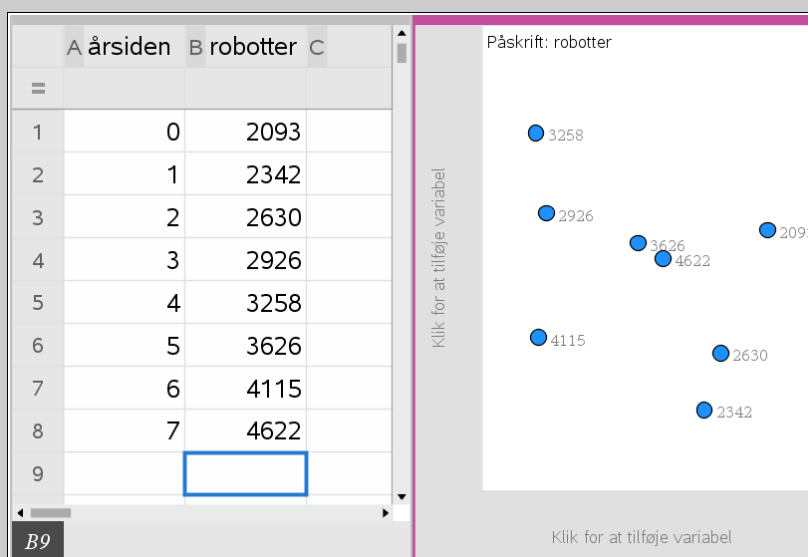 A årsiden B robotter C
=
1 0 2093
2 1 2342
3 2 2630
4 3 2926
5 4 3258
6 5 3626
7 6 4115
8 7 4622
9
B9
Påskrift: robotter
3258
2926
3626
4622
4115
2630
2342
Klik for at tilføje variabel
Klik for at tilføje variabel